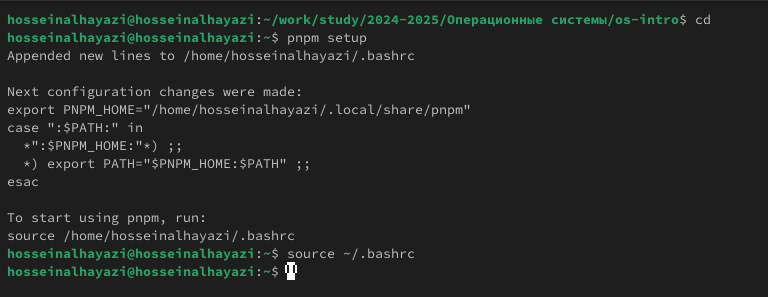 hosseinalhayazi@hosseinalhayazi:~/work/study/2024-2025/Операционные системы/os-intro$ cd
hosseinalhayazi@hosseinalhayazi:~$ pnpm setup
Appended new lines to /home/hosseinalhayazi/.bashrc

Next configuration changes were made:
export PNPM_HOME="/home/hosseinalhayazi/.local/share/pnpm"
case ":$PATH:" in
  *":$PNPM_HOME:"*) ;;
  *) export PATH="$PNPM_HOME:$PATH" ;;
esac

To start using pnpm, run:
source /home/hosseinalhayazi/.bashrc
hosseinalhayazi@hosseinalhayazi:~$ source ~/.bashrc
hosseinalhayazi@hosseinalhayazi:~$